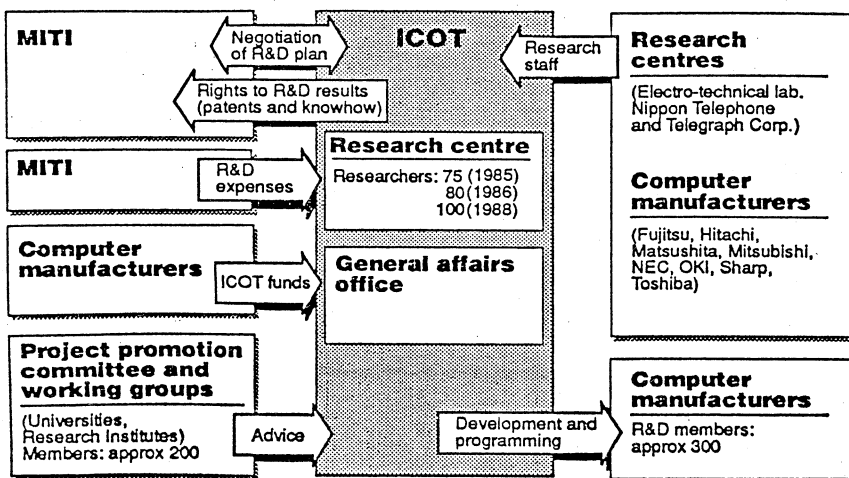 MITI
Negotiation
of R&D plan
Rights to R&D results
(patents and knowhow)
MITI
R&D
expenses
Computer
manufacturers
ICOT funds
Project promotion
committee and
working groups
(Universities,
Research Institutes)
Members: approx 200
Advice
ICOT
Research centre
Researchers: 75 (1985)
80 (1986)
100 (1988)
General affairs
office
Research
staff
Research
centres
(Electro-technical lab.
Nippon Telephone
and Telegraph Corp.)
Computer
manufacturers
(Fujitsu, Hitachi,
Matsushita, Mitsubishi,
NEC, OKI, Sharp,
Toshiba)
Development and
programming
Computer
manufacturers
R&D members:
approx 300